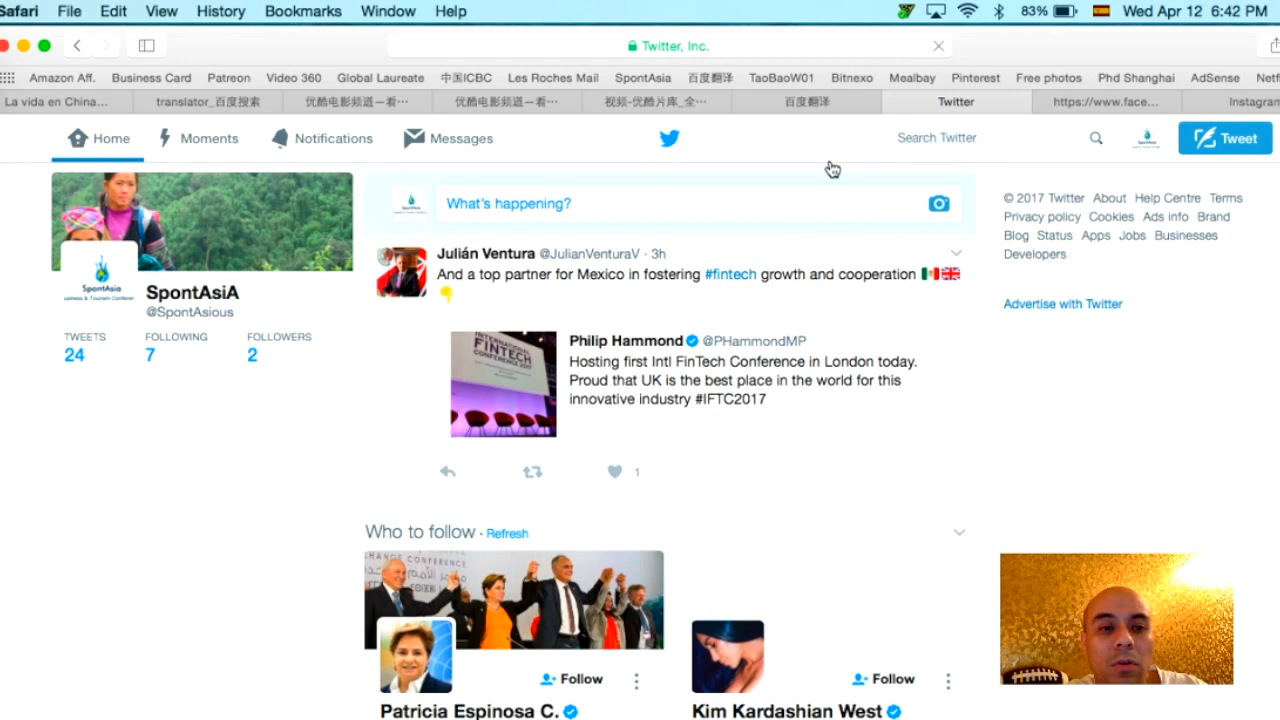 Safari File Edit View History Bookmarks Window Help 83% Wed Apr 12 6:42 PM
Twitter, Inc.
Amazon Aff. Business Card Patreon Video 360 Global Laureate 中国ICBC Les Roches Mail SpontAsia 百度翻译 TaoBaoW01 Bitnexo Mealbay Pinterest Free photos Phd Shanghai AdSense Netf
La vida en China... translator_百度搜索 优酷电影频道—看... 优酷电影频道—看... 视频-优酷片库_全... 百度翻译 Twitter https://www.face... Instagram
Home Moments Notifications Messages Search Twitter Tweet
What's happening?
© 2017 Twitter About Help Centre Terms
Privacy policy Cookies Ads info Brand
Blog Status Apps Jobs Businesses
Developers
Advertise with Twitter
SpontAsia
SpontAsiA
@SpontAsious
TWEETS FOLLOWING FOLLOWERS
24 7 2
Julián Ventura @JulianVenturaV · 3h
And a top partner for Mexico in fostering #fintech growth and cooperation
INTERNATIONAL
FINTECH
CONFERENCE 2017
Philip Hammond @PHammondMP
Hosting first Intl FinTech Conference in London today.
Proud that UK is the best place in the world for this
innovative industry #IFTC2017
1
Who to follow · Refresh
CHANGE CONFERENCE
Follow
Follow
Patricia Espinosa C.
Kim Kardashian West